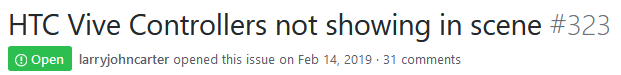 HTC Vive Controllers not showing in scene #323
Open larryjohncarter opened this issue on Feb 14, 2019 · 31 comments